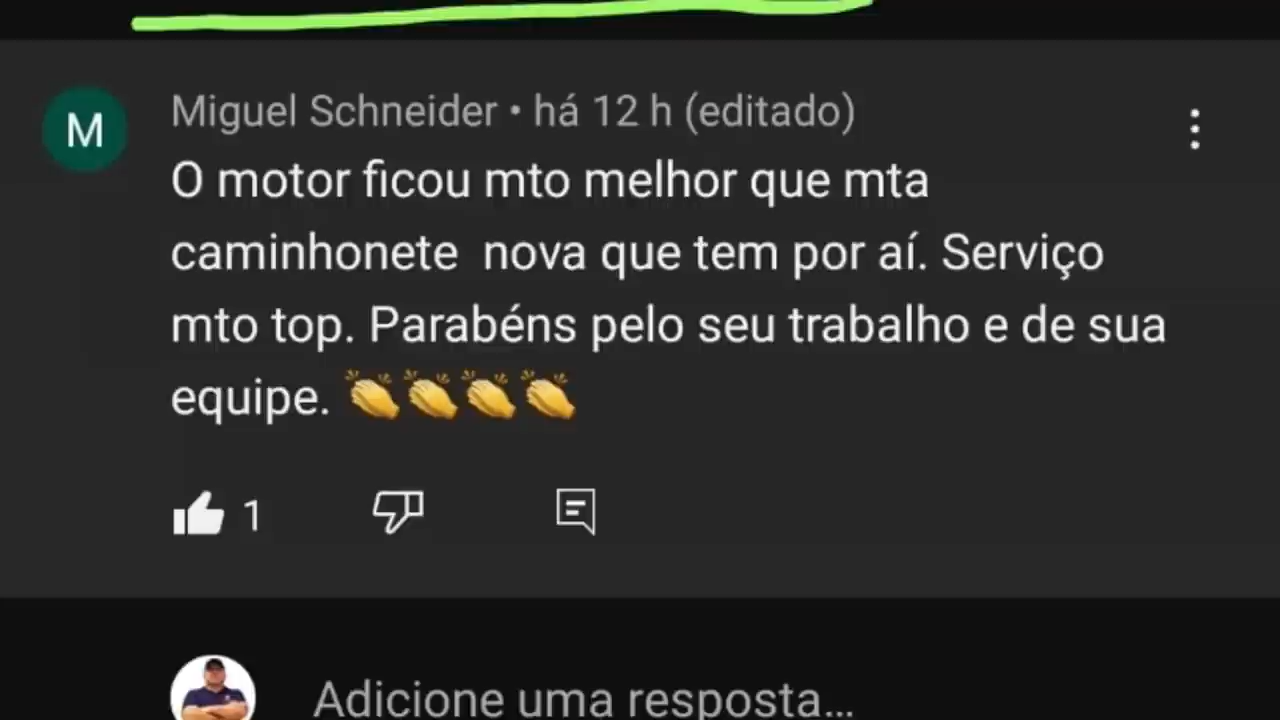 M
Miguel Schneider • há 12 h (editado)
O motor ficou mto melhor que mta
caminhonete nova que tem por aí. Serviço
mto top. Parabéns pelo seu trabalho e de sua
equipe. 👏👏👏👏
1
Adicione uma resposta...